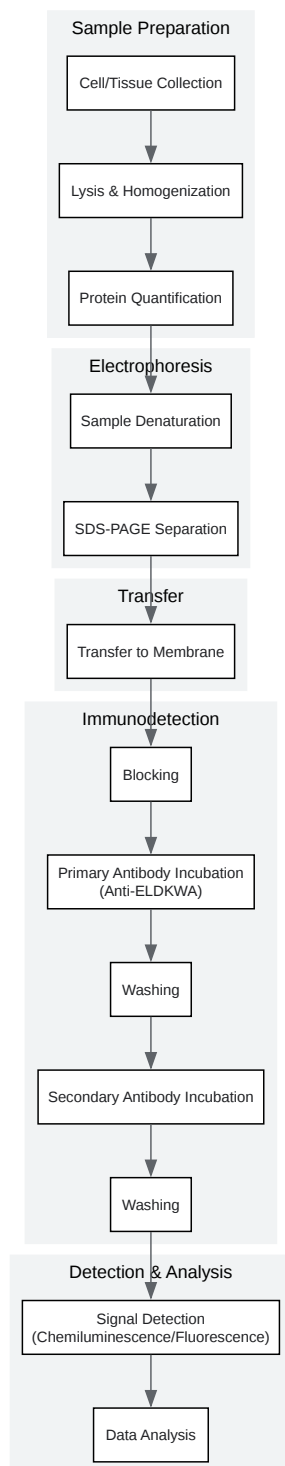 Sample Preparation
Cell/Tissue Collection
Lysis & Homogenization
Protein Quantification
Electrophoresis
Sample Denaturation
SDS-PAGE Separation
Transfer
Transfer to Membrane
Immunodetection
Blocking
Primary Antibody Incubation
(Anti-ELDKWA)
Washing
Secondary Antibody Incubation
Washing
Detection & Analysis
Signal Detection
(Chemiluminescence/Fluorescence)
Data Analysis